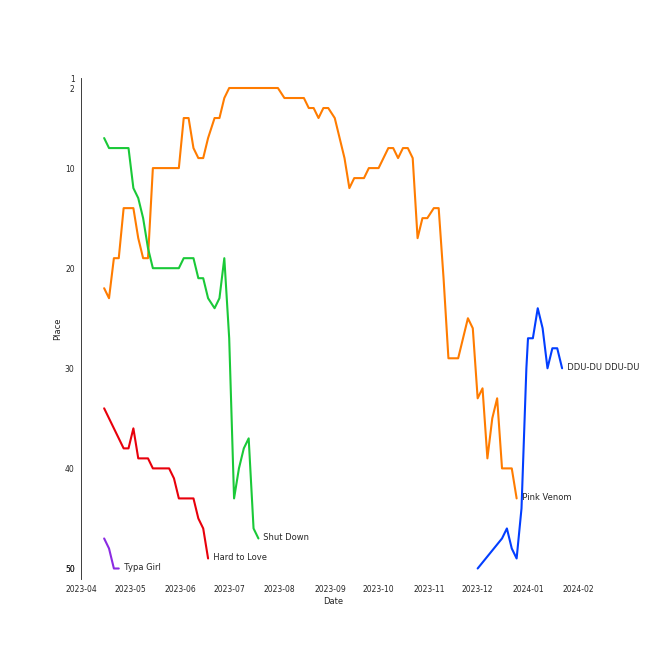 1
2
10
20
30
40
50
Place
DDU-DU DDU-DU
Pink Venom
Shut Down
Hard to Love
Typa Girl
2023-04
2023-05
2023-06
2023-07
2023-08
2023-09
2023-10
2023-11
2023-12
2024-01
2024-02
Date